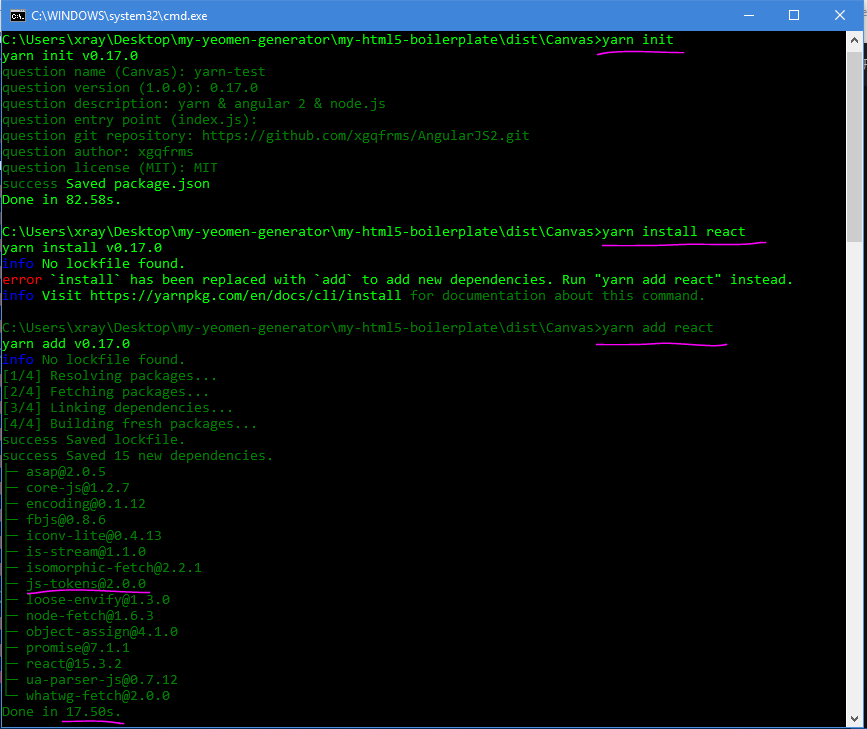 C:\WINDOWS\system32\cmd.exe
C:\Users\xray\Desktop\my-yeomen-generator\my-html5-boilerplate\dist\Canvas>yarn init
yarn init v0.17.0
question name (Canvas): yarn-test
question version (1.0.0): 0.17.0
question description: yarn & angular 2 & node.js
question entry point (index.js):
question git repository: https://github.com/xgqfrms/AngularJS2.git
question author: xgqfrms
question license (MIT): MIT
success Saved package.json
Done in 82.58s.
C:\Users\xray\Desktop\my-yeomen-generator\my-html5-boilerplate\dist\Canvas>yarn install react
yarn install v0.17.0
info No lockfile found.
error `install` has been replaced with `add` to add new dependencies. Run "yarn add react" instead.
info Visit https://yarnpkg.com/en/docs/cli/install for documentation about this command.
C:\Users\xray\Desktop\my-yeomen-generator\my-html5-boilerplate\dist\Canvas>yarn add react
yarn add v0.17.0
info No lockfile found.
[1/4] Resolving packages...
[2/4] Fetching packages...
[3/4] Linking dependencies...
[4/4] Building fresh packages...
success Saved lockfile.
success Saved 15 new dependencies.
├─ asap@2.0.5
├─ core-js@1.2.7
├─ encoding@0.1.12
├─ fbjs@0.8.6
├─ iconv-lite@0.4.13
├─ is-stream@1.1.0
├─ isomorphic-fetch@2.2.1
├─ js-tokens@2.0.0
├─ loose-envify@1.3.0
├─ node-fetch@1.6.3
├─ object-assign@4.1.0
├─ promise@7.1.1
├─ react@15.3.2
├─ ua-parser-js@0.7.12
└─ whatwg-fetch@2.0.0
Done in 17.50s.